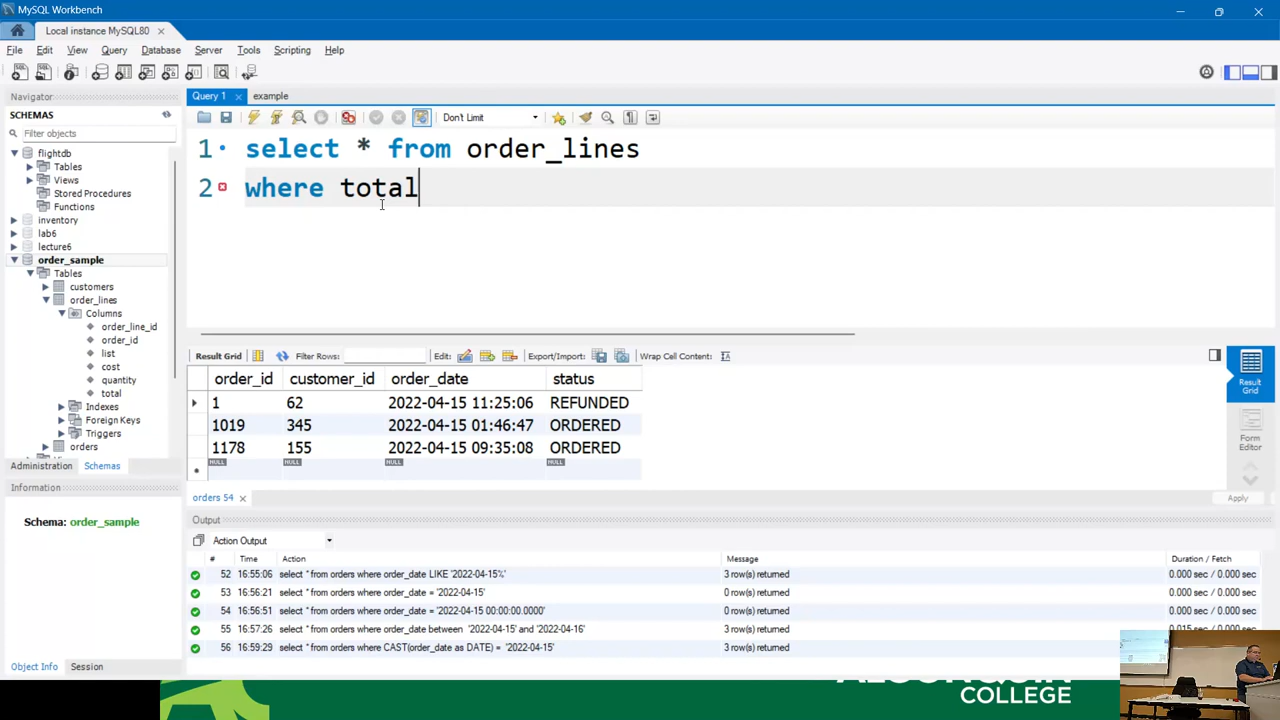 MySQL Workbench
Local instance MySQL80
File Edit View Query Database Server Tools Scripting Help
Navigator
SCHEMAS
Filter objects
flightdb
Tables
Views
Stored Procedures
Functions
inventory
lab6
lecture6
order_sample
Tables
customers
order_lines
Columns
order_line_id
order_id
list
cost
quantity
total
Indexes
Foreign Keys
Triggers
orders
Administration Schemas
Information
Schema: order_sample
Object Info Session
Query 1 example
Don't Limit
1 select * from order_lines
2 where total
Result Grid Filter Rows: Edit: Export/Import: Wrap Cell Content:
order_id customer_id order_date status
1 62 2022-04-15 11:25:06 REFUNDED
1019 345 2022-04-15 01:46:47 ORDERED
1178 155 2022-04-15 09:35:08 ORDERED
NULL NULL NULL NULL
Result Grid
Form Editor
orders 54
Apply
Output
Action Output
# Time Action Message Duration / Fetch
52 16:55:06 select * from orders where order_date LIKE '2022-04-15%' 3 row(s) returned 0.000 sec / 0.000 sec
53 16:56:21 select * from orders where order_date = '2022-04-15' 0 row(s) returned 0.000 sec / 0.000 sec
54 16:56:51 select * from orders where order_date = '2022-04-15 00:00:00.0000' 0 row(s) returned 0.000 sec / 0.000 sec
55 16:57:26 select * from orders where order_date between '2022-04-15' and '2022-04-16' 3 row(s) returned 0.015 sec / 0.000 sec
56 16:59:29 select * from orders where CAST(order_date as DATE) = '2022-04-15' 3 row(s) returned
COLLEGE